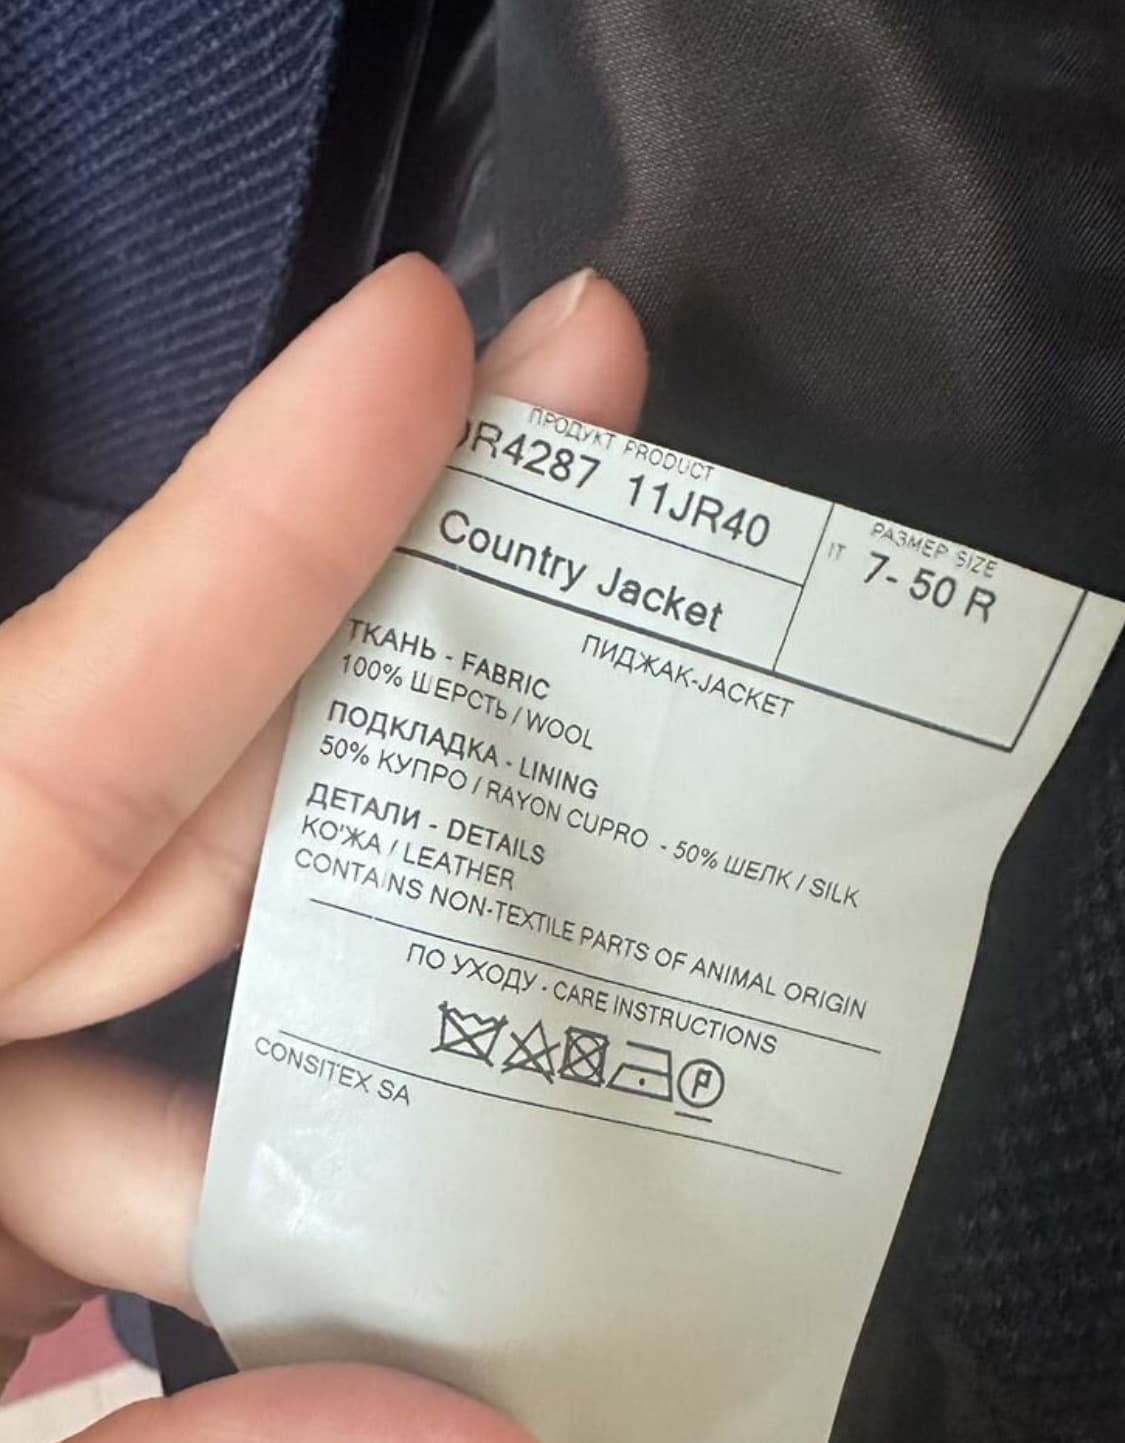 ПРОДУКТ PRODUCT
R4287 11JR40
РАЗМЕР SIZE
IT 7- 50 R
Country Jacket
ПИДЖАК-JACKET
ТКАНЬ - FABRIC
100% ШЕРСТЬ / WOOL
ПОДКЛАДКА - LINING
50% КУПРО / RAYON CUPRO - 50% ШЕЛК / SILK
ДЕТАЛИ - DETAILS
КО'ЖА / LEATHER
CONTAINS NON-TEXTILE PARTS OF ANIMAL ORIGIN
ПО УХОДУ - CARE INSTRUCTIONS
P
CONSITEX SA